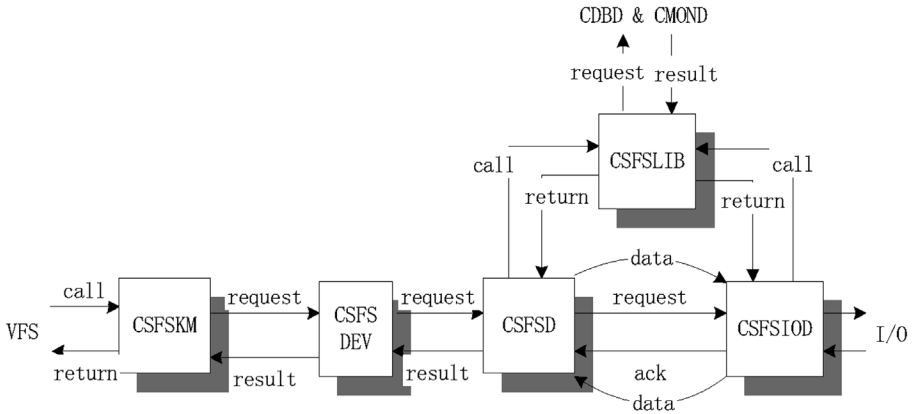 CDBD & CMOND
request result
CSFSLIB
call call
return return
data
call request request request
VFS CSFSKM CSFS DEV CSFSD CSFSIOD I/O
return result result ack
data